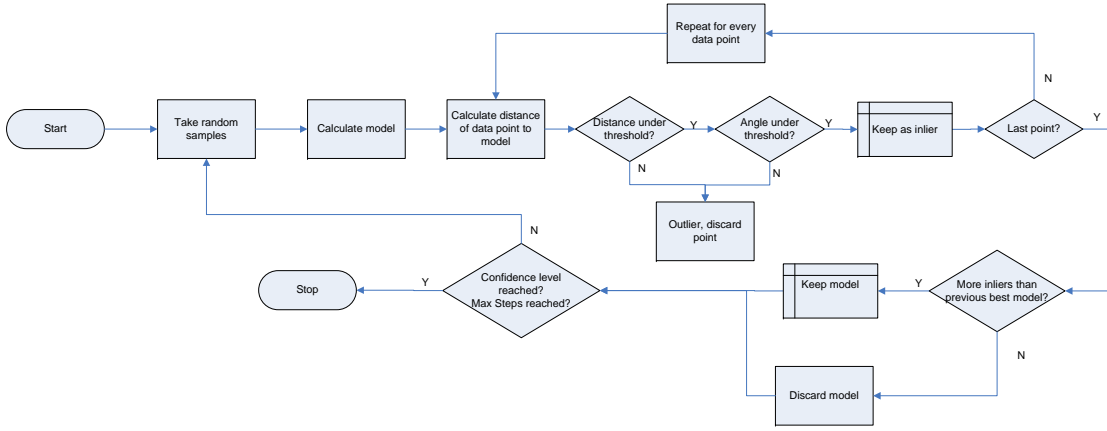 Repeat for every
data point
N
Start
Take random
samples
Calculate model
Calculate distance
of data point to
model
Distance under
threshold?
Y
Angle under
threshold?
Y
Keep as inlier
Last point?
Y
N
N
Outlier, discard
point
N
Stop
Y
Confidence level
reached?
Max Steps reached?
Keep model
Y
More inliers than
previous best model?
N
Discard model